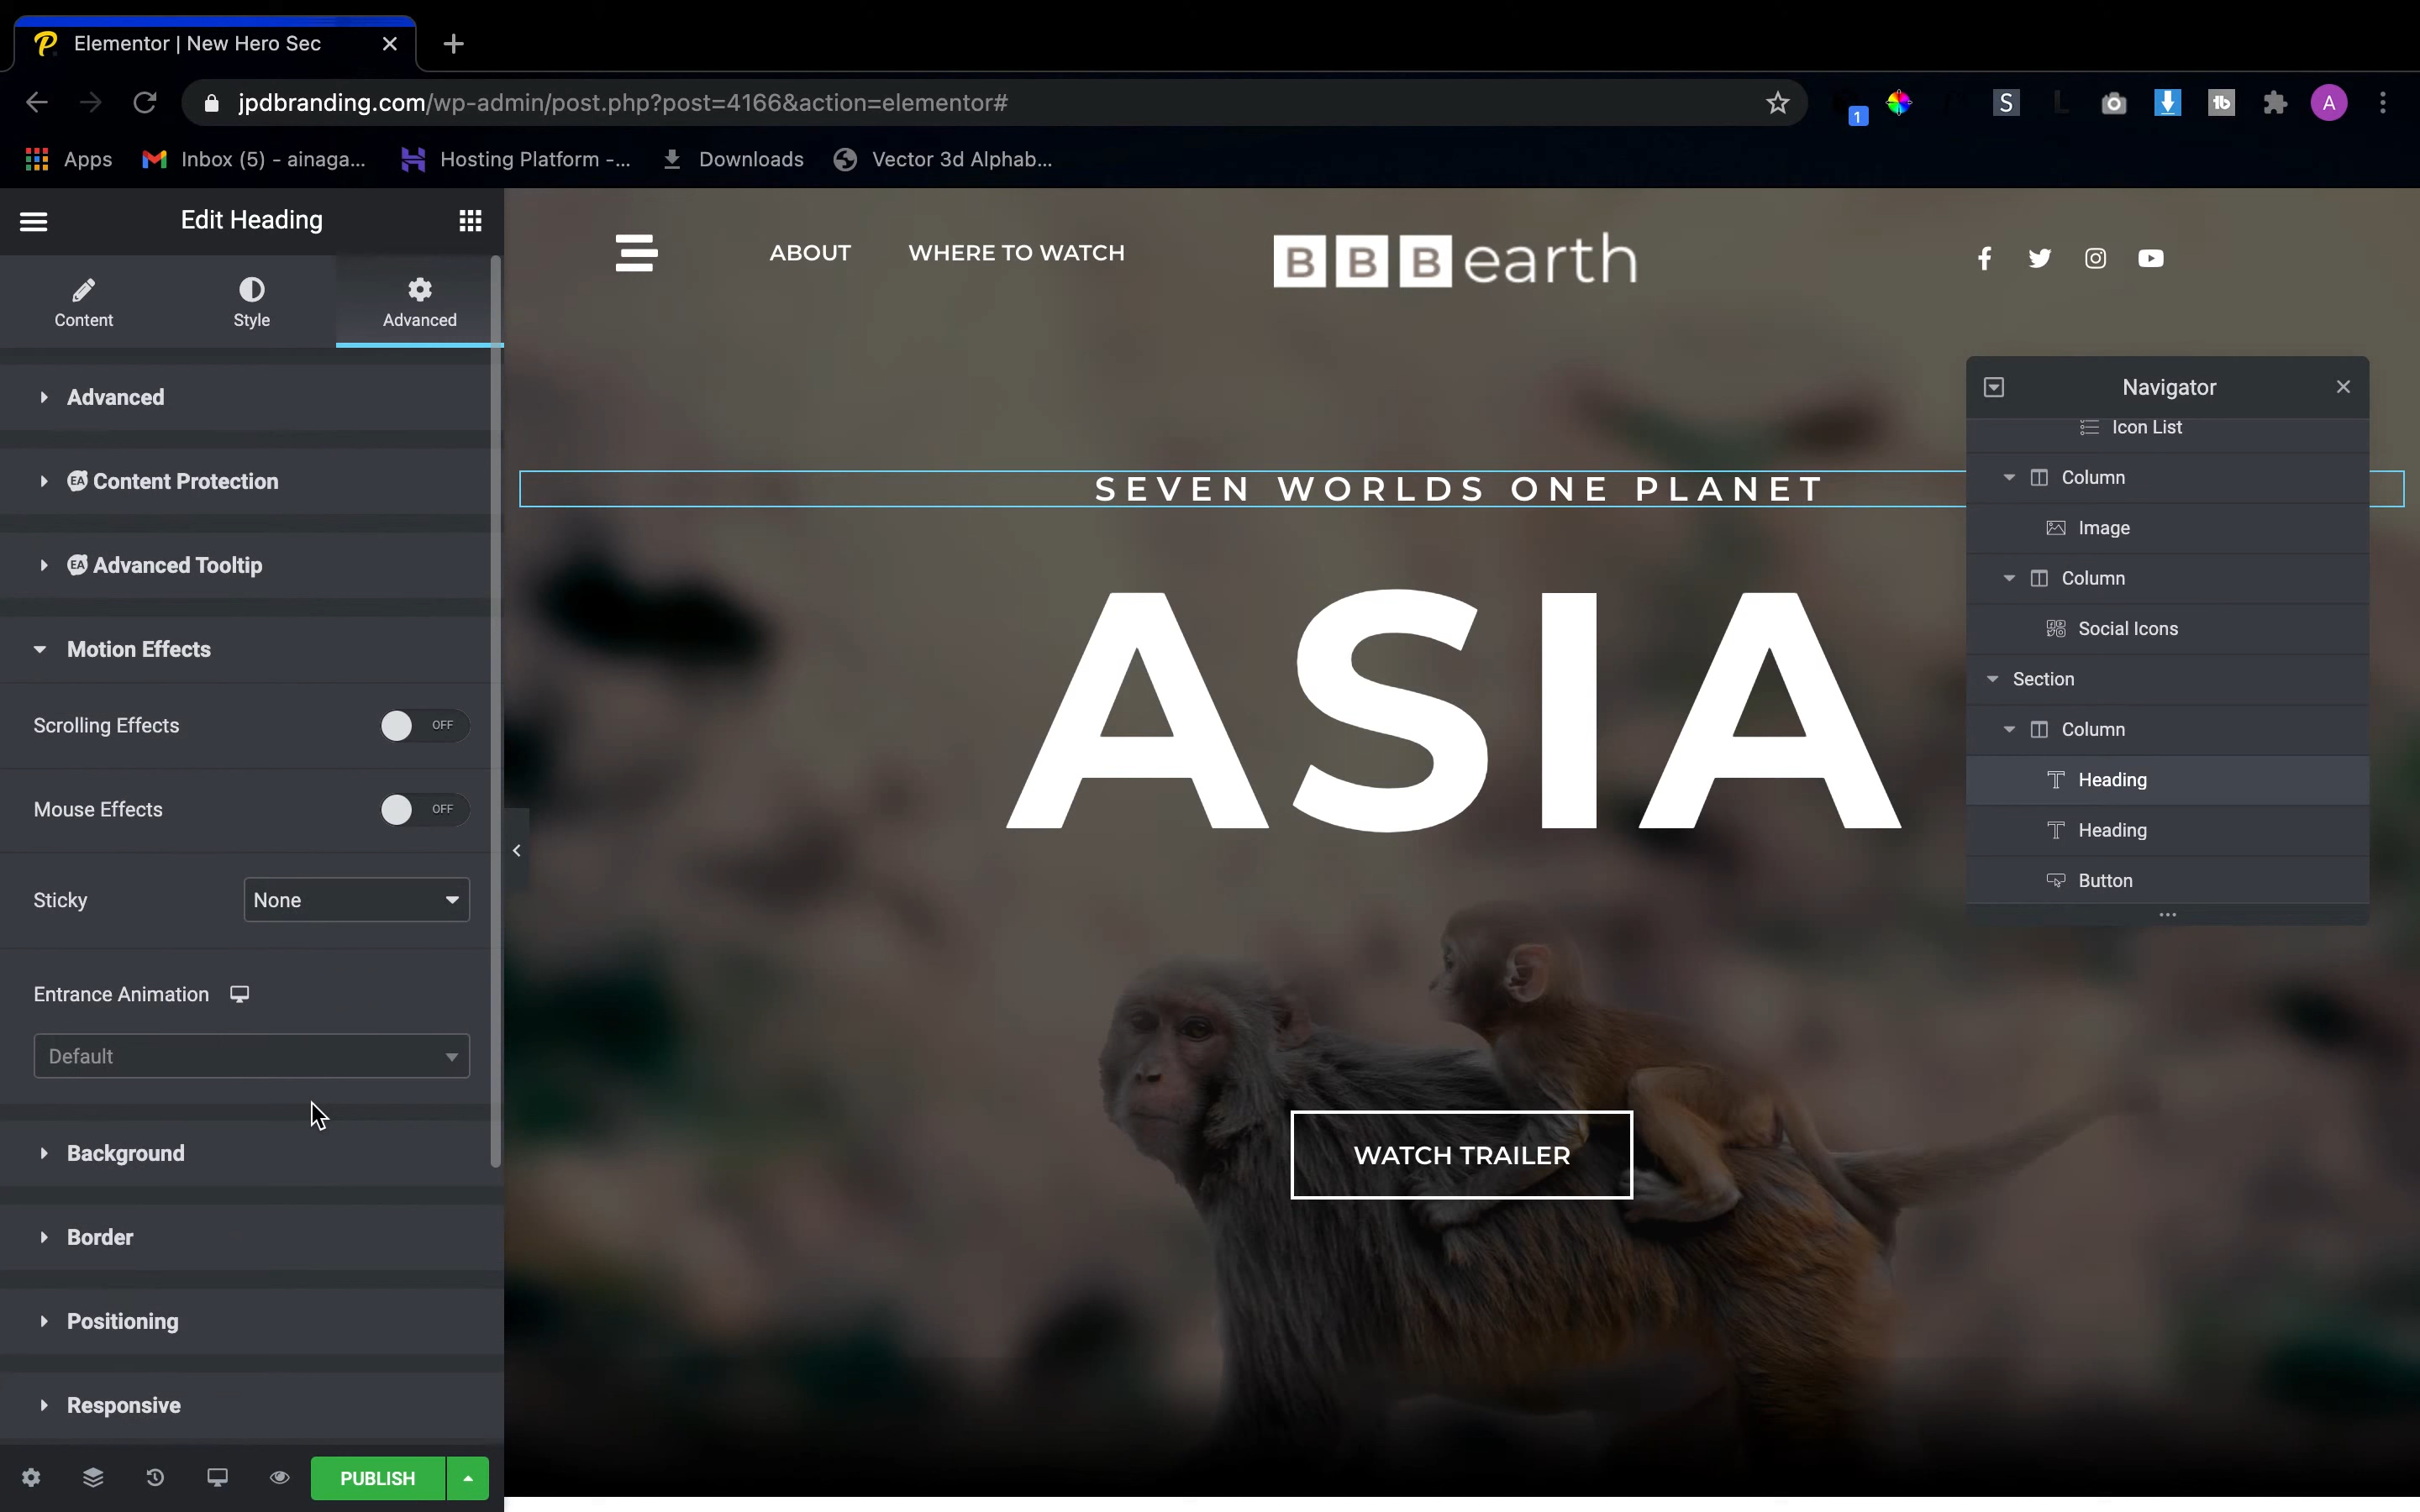 Elementor | New Hero Sec
jpdbranding.com/wp-admin/post.php?post=4166&action=elementor#
1
S
L
A
Apps
Inbox (5) - ainaga...
Hosting Platform -...
Downloads
Vector 3d Alphab...
Edit Heading
Content
Style
Advanced
Advanced
EA Content Protection
EA Advanced Tooltip
Motion Effects
Scrolling Effects
OFF
Mouse Effects
OFF
Sticky
None
Entrance Animation
Default
Background
Border
Positioning
Responsive
PUBLISH
ABOUT
WHERE TO WATCH
BBB earth
SEVEN WORLDS ONE PLANET
ASIA
WATCH TRAILER
Navigator
Icon List
Column
Image
Column
Social Icons
Section
Column
Heading
Heading
Button